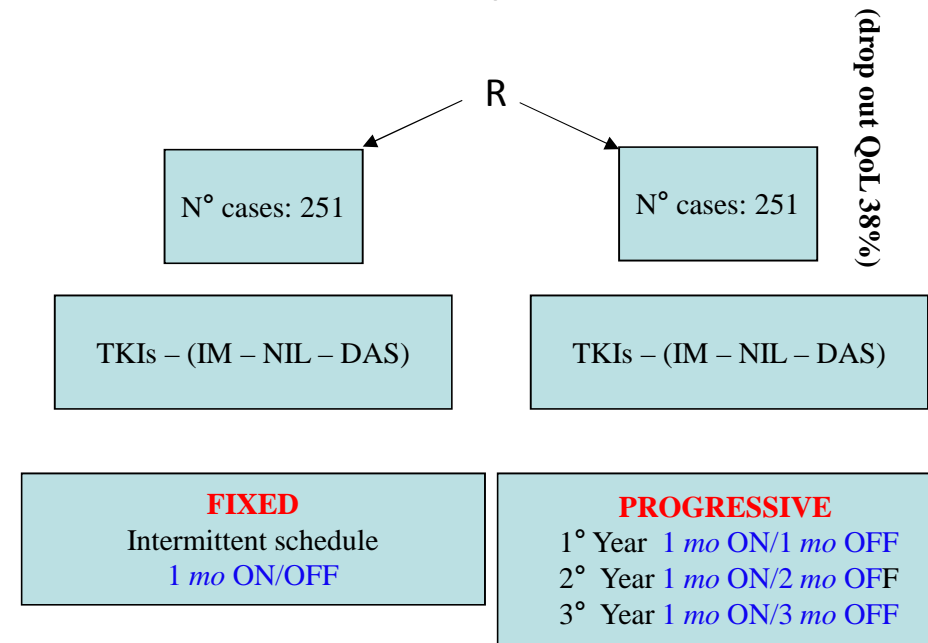 R
(drop out QoL 38%)
N° cases: 251
N° cases: 251
TKIs – (IM – NIL – DAS)
TKIs – (IM – NIL – DAS)
FIXED
Intermittent schedule
1 mo ON/OFF
PROGRESSIVE
1° Year 1 mo ON/1 mo OFF
2° Year 1 mo ON/2 mo OFF
3° Year 1 mo ON/3 mo OFF